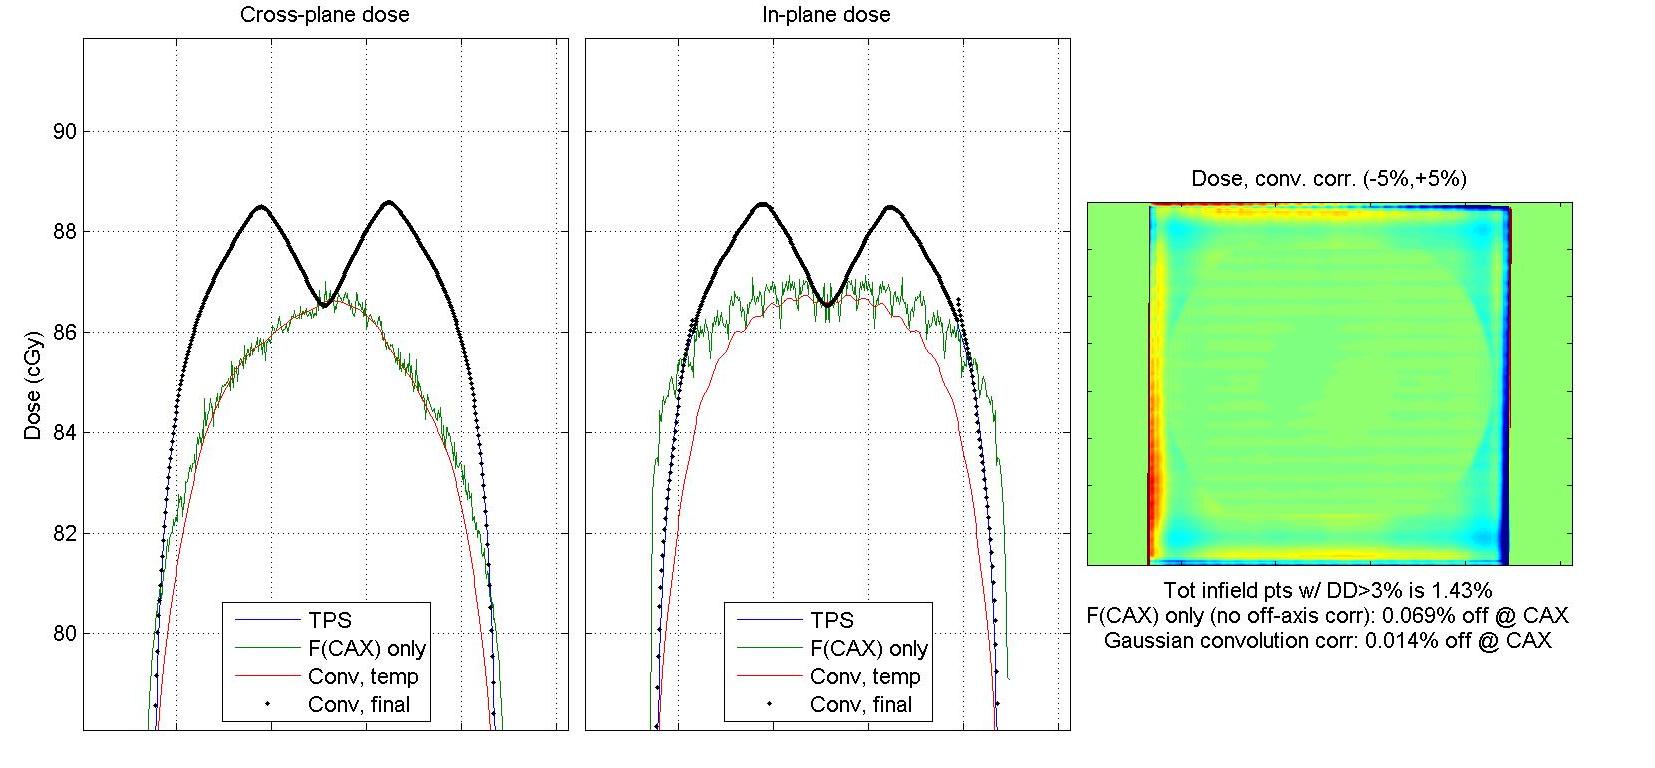 Cross-plane dose
In-plane dose
Dose (cGy)
90
88
86
84
82
80
TPS
F(CAX) only
Conv, temp
Conv, final
TPS
F(CAX) only
Conv, temp
Conv, final
Dose, conv. corr. (-5%,+5%)
Tot infield pts w/ DD>3% is 1.43%
F(CAX) only (no off-axis corr): 0.069% off @ CAX
Gaussian convolution corr: 0.014% off @ CAX